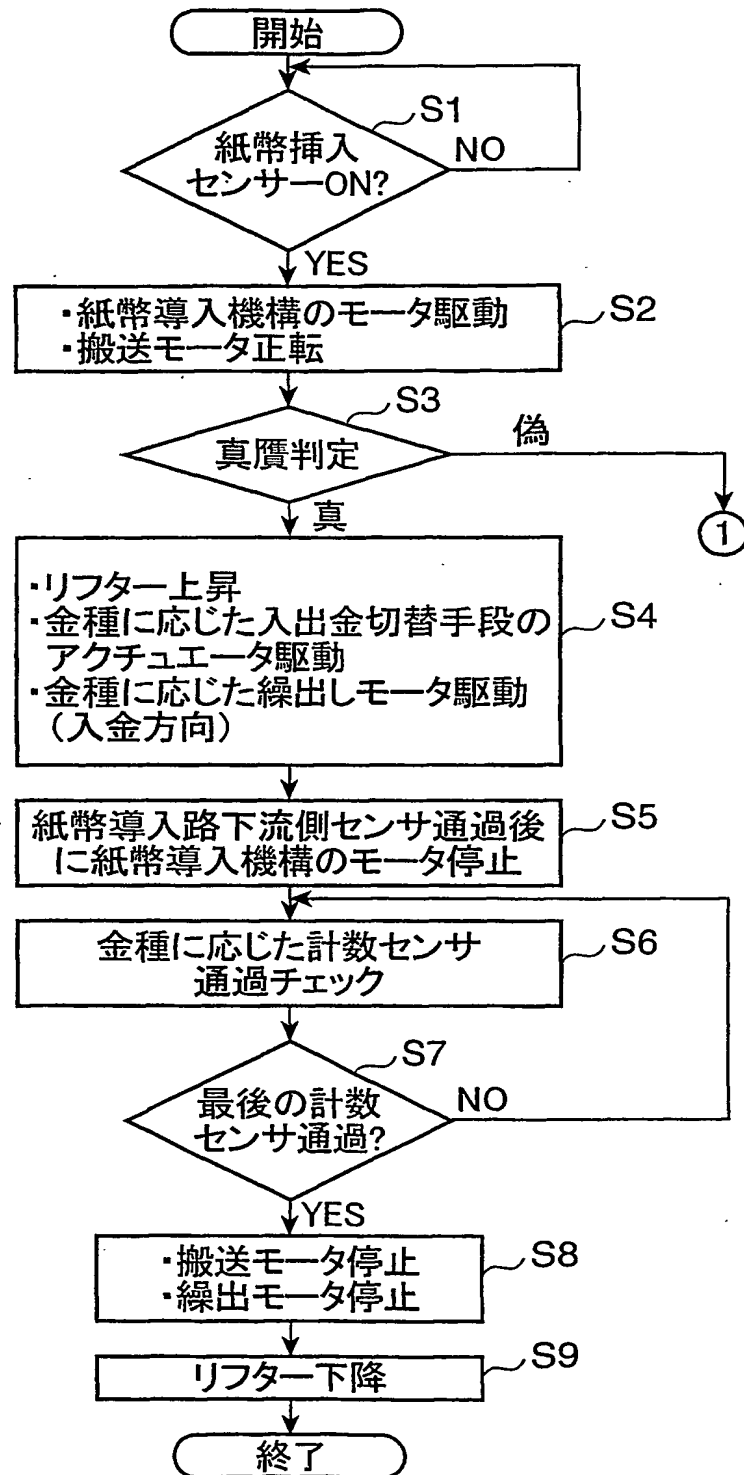 開始
S1
紙幣挿入
センサーON?
NO
YES
・紙幣導入機構のモータ駆動
・搬送モータ正転
S2
S3
真贋判定
偽
真
1
・リフター上昇
・金種に応じた入出金切替手段の
アクチュエータ駆動
・金種に応じた繰出しモータ駆動
(入金方向)
S4
紙幣導入路下流側センサ通過後
に紙幣導入機構のモータ停止
S5
金種に応じた計数センサ
通過チェック
S6
S7
最後の計数
センサ通過?
NO
YES
・搬送モータ停止
・繰出モータ停止
S8
リフター下降
S9
終了